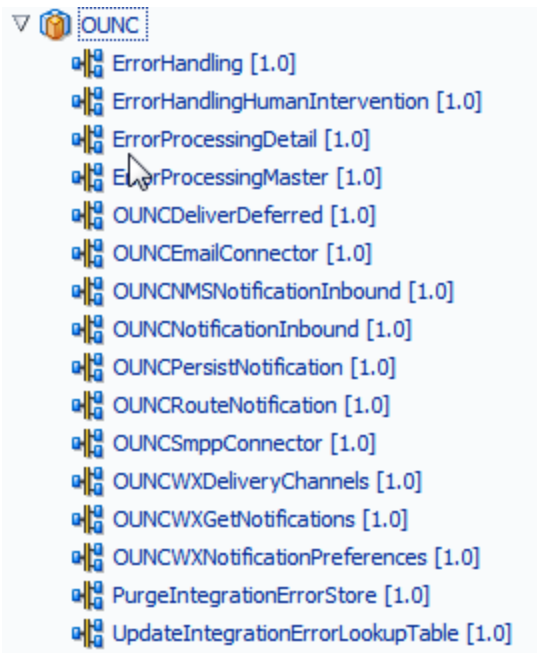 OUNC
ErrorHandling [1.0]
ErrorHandlingHumanIntervention [1.0]
ErrorProcessingDetail [1.0]
ErrorProcessingMaster [1.0]
OUNCDeliverDeferred [1.0]
OUNCEmailConnector [1.0]
OUNCNMSNotificationInbound [1.0]
OUNCNotificationInbound [1.0]
OUNCPersistNotification [1.0]
OUNCRouteNotification [1.0]
OUNCSmppConnector [1.0]
OUNCWXDeliveryChannels [1.0]
OUNCWXGetNotifications [1.0]
OUNCWXNotificationPreferences [1.0]
PurgeIntegrationErrorStore [1.0]
UpdateIntegrationErrorLookupTable [1.0]